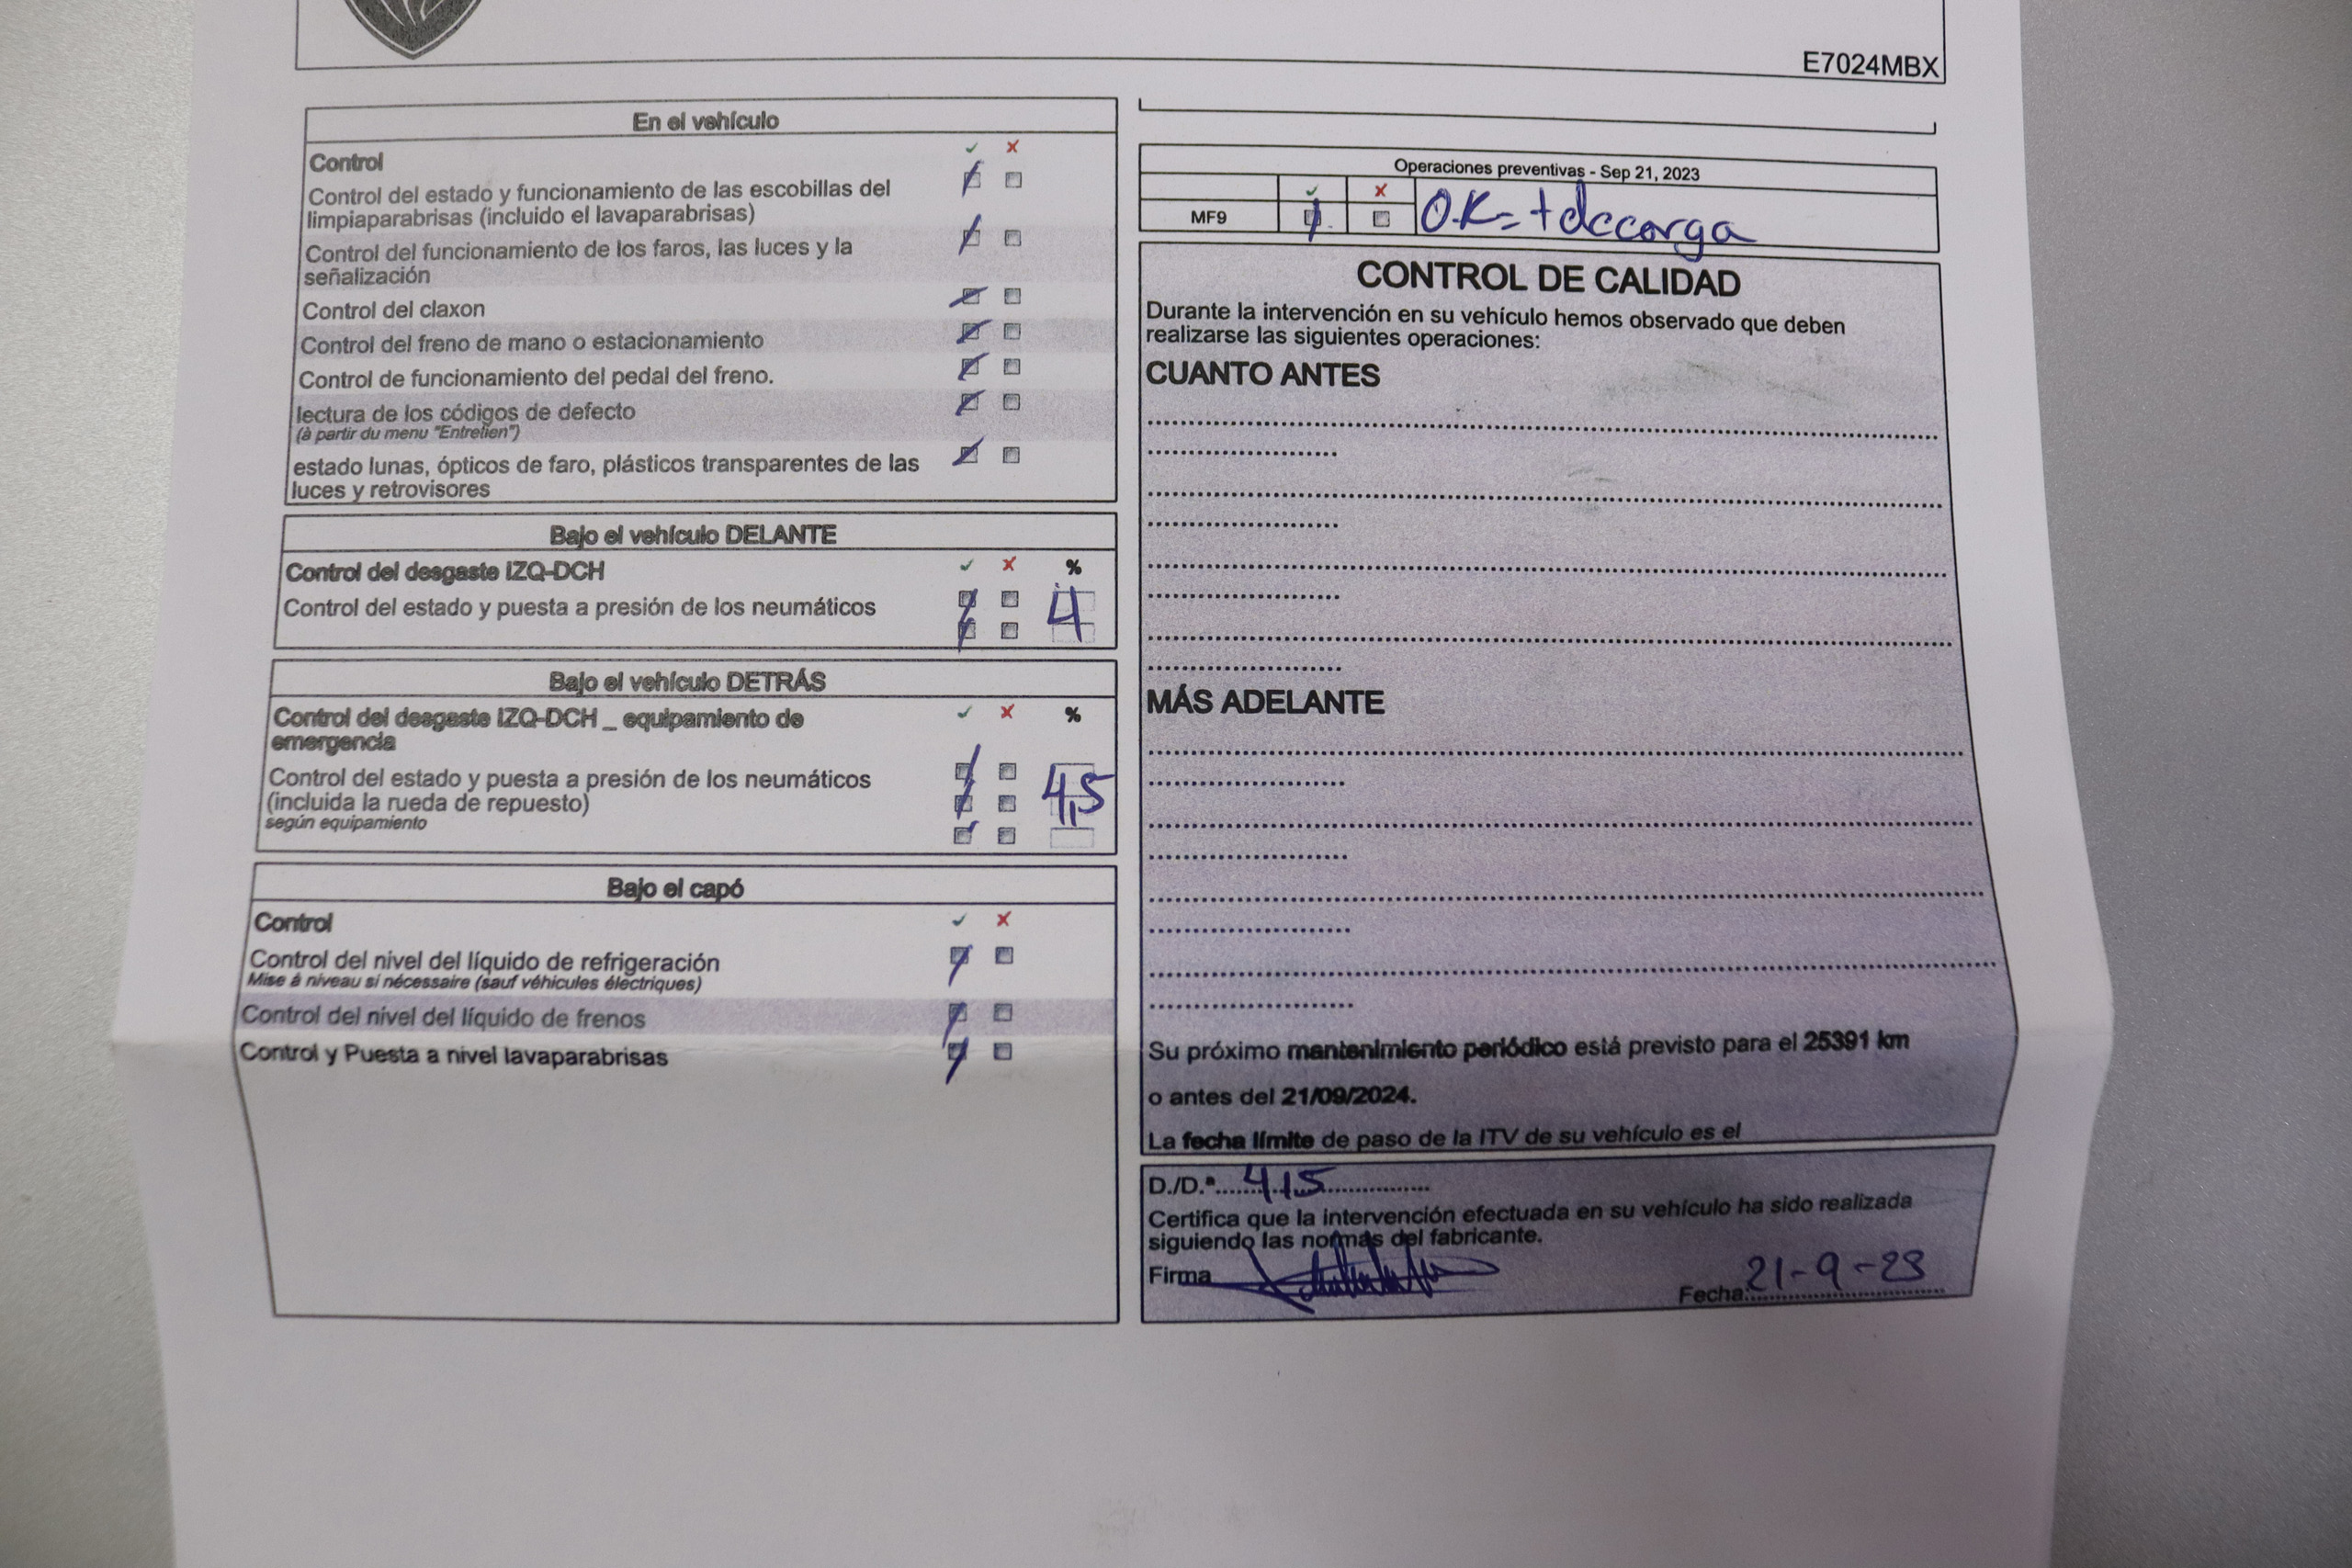 E7024MBX
En el vehículo
Control
Control del estado y funcionamiento de las escobillas del
limpiaparabrisas (incluido el lavaparabrisas)
Control del funcionamiento de los faros, las luces y la
señalización
Control del claxon
Control del freno de mano o estacionamiento
Control de funcionamiento del pedal del freno.
lectura de los códigos de defecto
(à partir du menu "Entretien")
estado lunas, ópticos de faro, plásticos transparentes de las
luces y retrovisores
Bajo el vehículo DELANTE
Control del desgaste IZQ-DCH %
Control del estado y puesta a presión de los neumáticos 4
Bajo el vehículo DETRÁS
Control del desgaste IZQ-DCH _ equipamiento de %
emergencia
Control del estado y puesta a presión de los neumáticos 4,5
(incluida la rueda de repuesto)
según equipamiento
Bajo el capó
Control
Control del nivel del líquido de refrigeración
Mise à niveau si nécessaire (sauf véhicules électriques)
Control del nivel del líquido de frenos
Control y Puesta a nivel lavaparabrisas
Operaciones preventivas - Sep 21, 2023
MF9 O.K=
CONTROL DE CALIDAD
Durante la intervención en su vehículo hemos observado que deben
realizarse las siguientes operaciones:
CUANTO ANTES
MÁS ADELANTE
Su próximo mantenimiento periódico está previsto para el 25391 km
o antes del 21/09/2024.
La fecha límite de paso de la ITV de su vehículo es el
D./D.ª 415
Certifica que la intervención efectuada en su vehículo ha sido realizada
siguiendo las normas del fabricante.
Firma
Fecha: 21-9-23